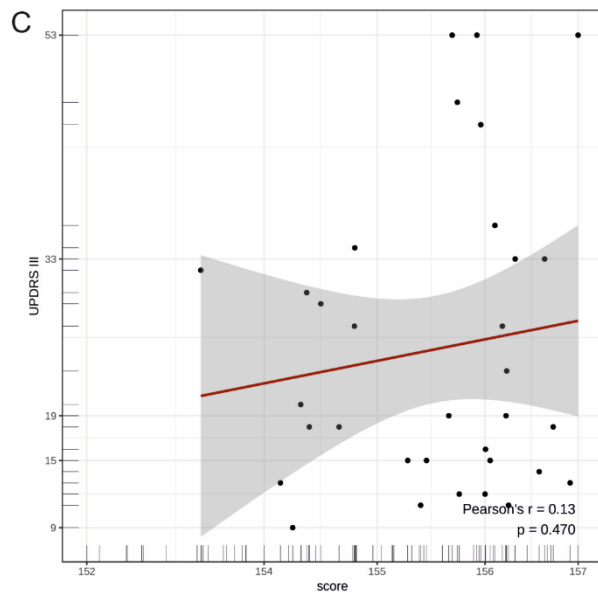 C
53
33
19
15
9
UPDRS III
Pearson's r = 0.13
p = 0.470
152 154 155 156 157
score